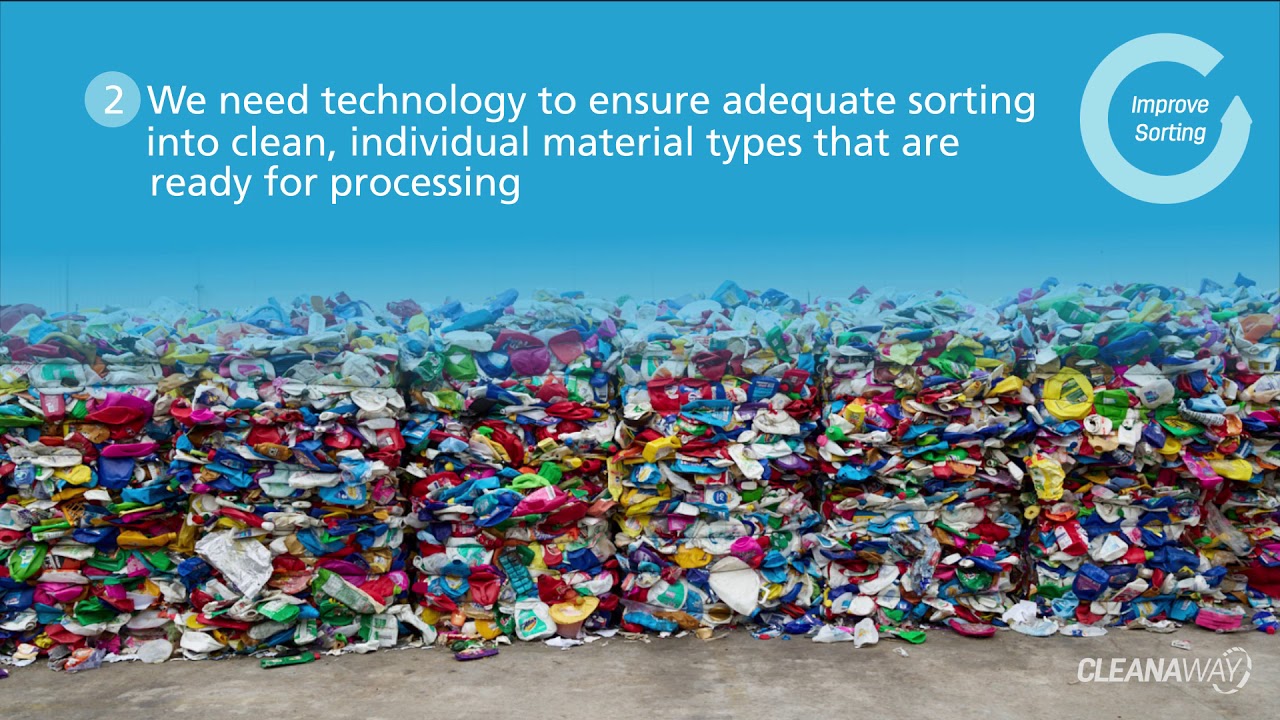 2 We need technology to ensure adequate sorting
into clean, individual material types that are
ready for processing
Improve
Sorting
CLEANAWAY